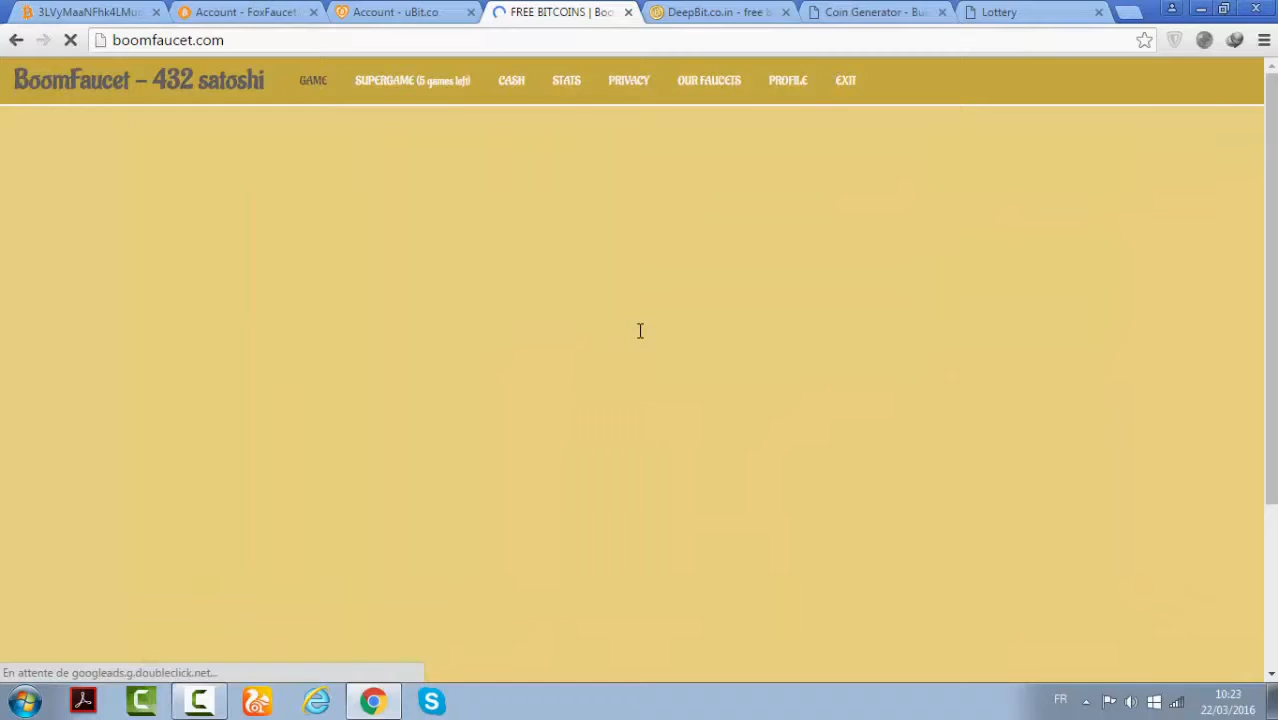 3LVyMaaNFhk4LMu
Account - FoxFaucet
Account - uBit.co
FREE BITCOINS | Boo
DeepBit.co.in - free b
Coin Generator - Bu
Lottery
boomfaucet.com
BoomFaucet – 432 satoshi
GAME
SUPERGAME (5 games left)
CASH
STATS
PRIVACY
OUR FAUCETS
PROFILE
EXIT
En attente de googleads.g.doubleclick.net...
FR
10:23
22/03/2016